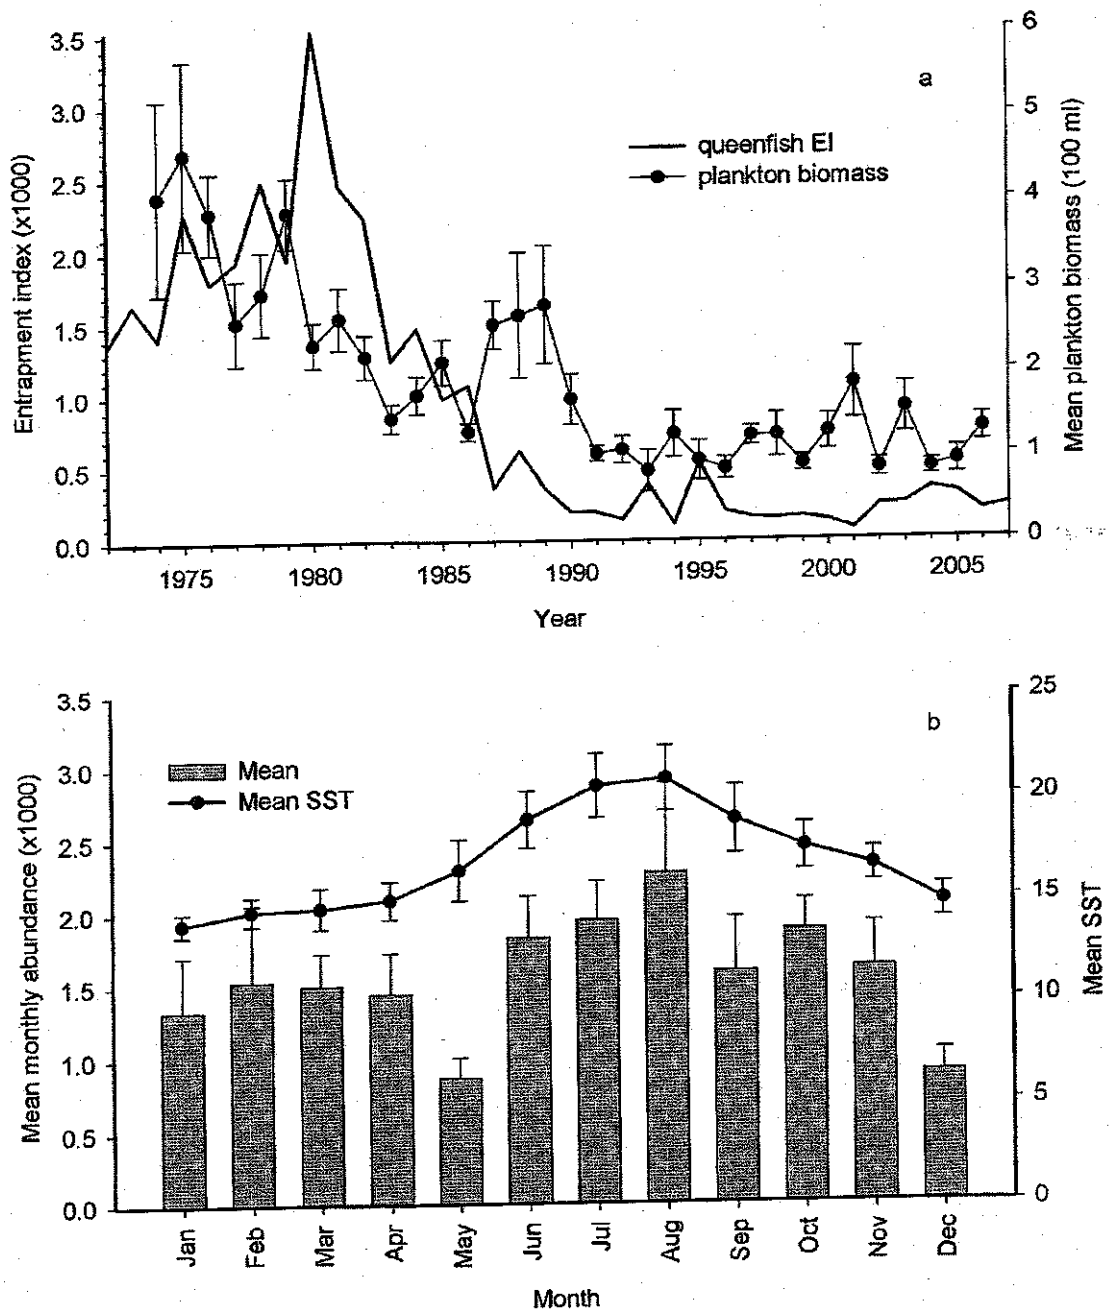 a
queenfish EI
plankton biomass
Entrapment index (x1000)
3.5
3.0
2.5
2.0
1.5
1.0
0.5
0.0
Mean plankton biomass (100 ml)
6
5
4
3
2
1
0
1975 1980 1985 1990 1995 2000 2005
Year
b
Mean
Mean SST
Mean monthly abundance (x1000)
3.5
3.0
2.5
2.0
1.5
1.0
0.5
0.0
Mean SST
25
20
15
10
5
0
Jan Feb Mar Apr May Jun Jul Aug Sep Oct Nov Dec
Month